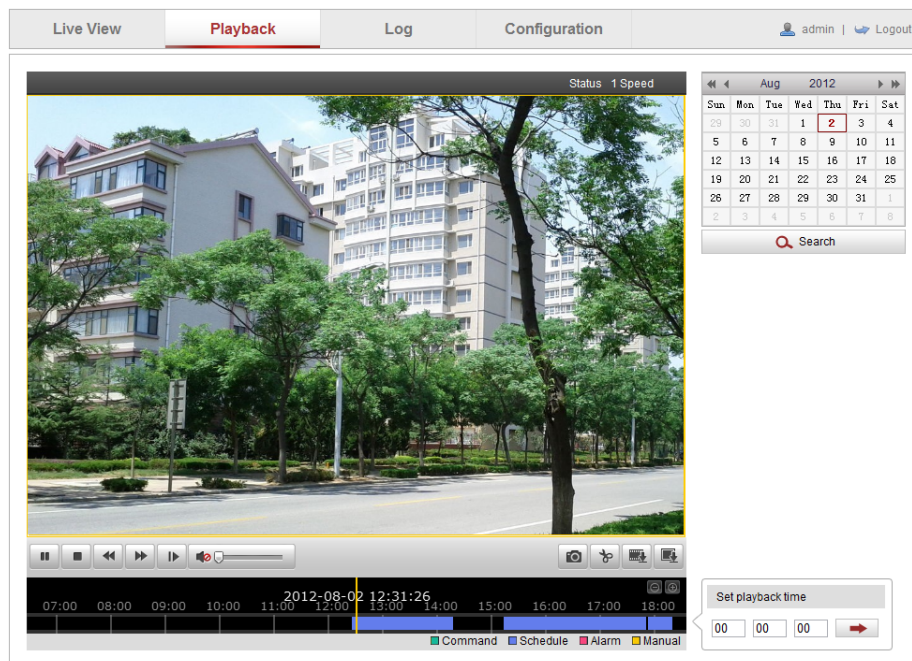 Live View Playback Log Configuration admin | Logout
Status 1 Speed
Aug 2012
Sun Mon Tue Wed Thu Fri Sat
29 30 31 1 2 3 4
5 6 7 8 9 10 11
12 13 14 15 16 17 18
19 20 21 22 23 24 25
26 27 28 29 30 31 1
2 3 4 5 6 7 8
Search
2012-08-02 12:31:26
07:00 08:00 09:00 10:00 11:00 12:00 13:00 14:00 15:00 16:00 17:00 18:00
Command Schedule Alarm Manual
Set playback time
00 00 00